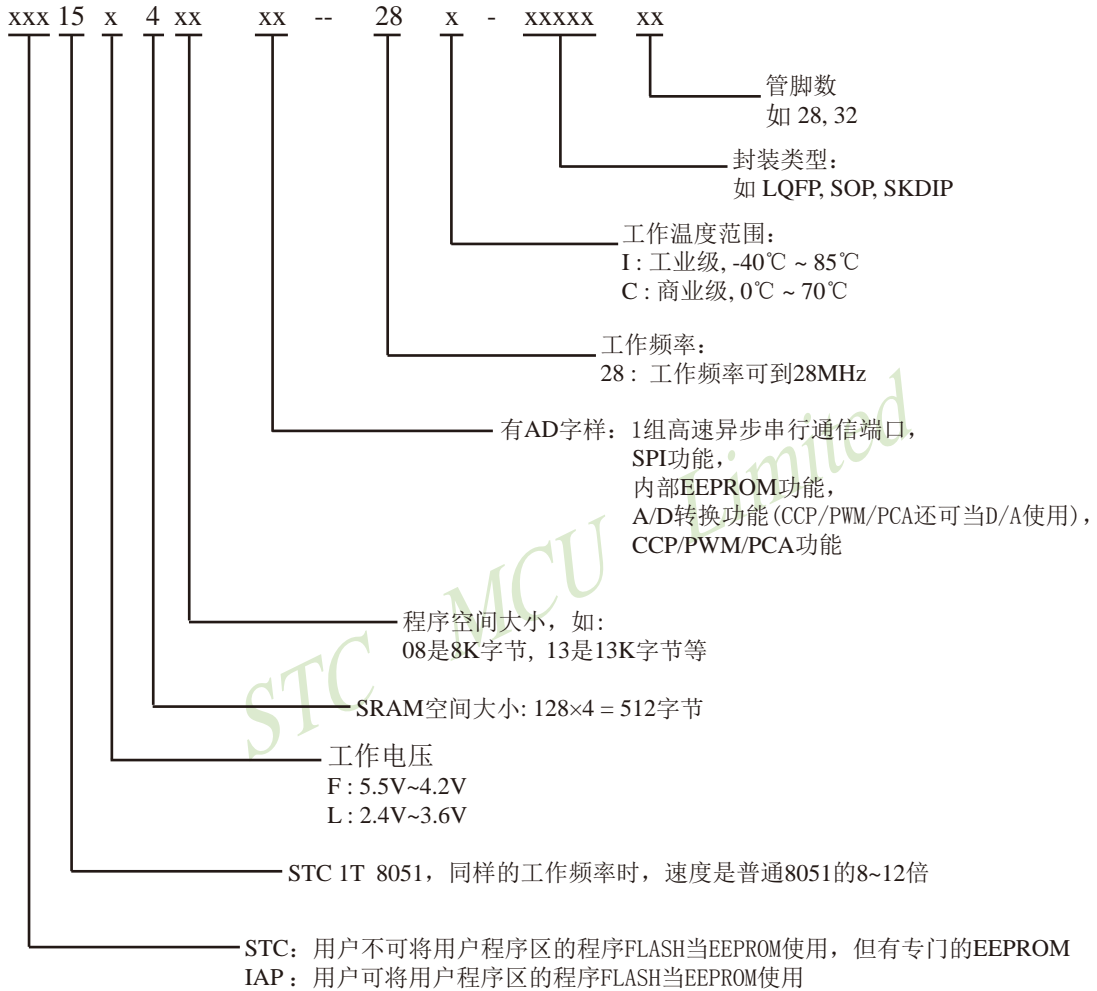 xxx 15 x 4 xx xx -- 28 x - xxxxx xx
管脚数
如 28, 32
封装类型：
如 LQFP, SOP, SKDIP
工作温度范围：
I : 工业级, -40℃ ~ 85℃
C : 商业级, 0℃ ~ 70℃
工作频率：
28 : 工作频率可到28MHz
有AD字样：1组高速异步串行通信端口，
SPI功能，
内部EEPROM功能，
A/D转换功能(CCP/PWM/PCA还可当D/A使用)，
CCP/PWM/PCA功能
程序空间大小，如:
08是8K字节, 13是13K字节等
SRAM空间大小: 128×4 = 512字节
工作电压
F : 5.5V~4.2V
L : 2.4V~3.6V
STC 1T 8051，同样的工作频率时，速度是普通8051的8~12倍
STC：用户不可将用户程序区的程序FLASH当EEPROM使用，但有专门的EEPROM
IAP：用户可将用户程序区的程序FLASH当EEPROM使用
STC MCU Limited